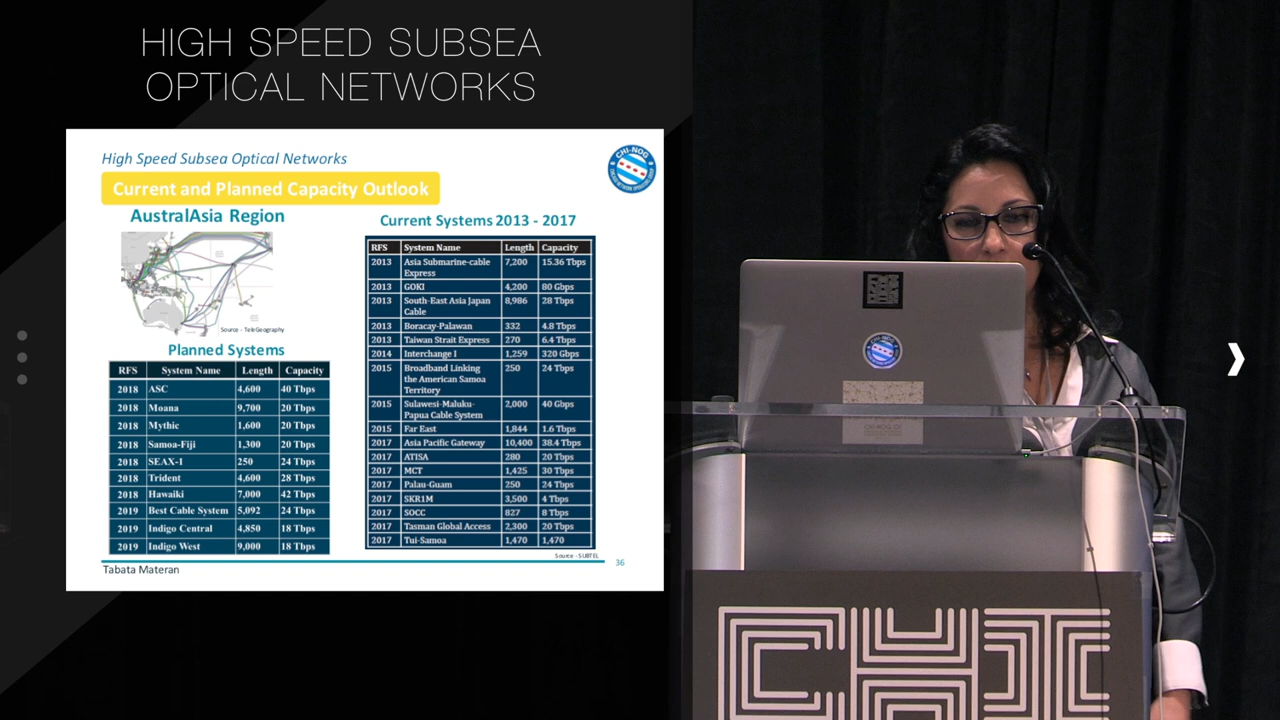 HIGH SPEED SUBSEA
OPTICAL NETWORKS
High Speed Subsea Optical Networks
CHI-NOG
Current and Planned Capacity Outlook
AustralAsia Region
Source - TeleGeography
Planned Systems
RFS System Name Length Capacity
2018 ASC 4,600 40 Tbps
2018 Moana 9,700 20 Tbps
2018 Mythic 1,600 20 Tbps
2018 Samoa-Fiji 1,300 20 Tbps
2018 SEAX-1 250 24 Tbps
2018 Trident 4,600 28 Tbps
2018 Hawaiki 7,000 42 Tbps
2019 Best Cable System 5,092 24 Tbps
2019 Indigo Central 4,850 18 Tbps
2019 Indigo West 9,000 18 Tbps
Current Systems 2013 - 2017
RFS System Name Length Capacity
2013 Asia Submarine-cable 7,200 15.36 Tbps
Express
2013 GOKI 4,200 80 Gbps
2013 South-East Asia Japan 8,986 28 Tbps
Cable
2013 Boracay-Palawan 332 4.8 Tbps
2013 Taiwan Strait Express 270 6.4 Tbps
2014 Interchange I 1,259 320 Gbps
2015 Broadband Linking 250 24 Tbps
the American Samoa
Territory
2015 Sulawesi-Maluku- 2,000 40 Gbps
Papua Cable System
2015 Far East 1,844 1.6 Tbps
2017 Asia Pacific Gateway 10,400 38.4 Tbps
2017 ATISA 280 20 Tbps
2017 MCT 1,425 30 Tbps
2017 Palau-Guam 250 24 Tbps
2017 SKR1M 3,500 4 Tbps
2017 SOCC 827 8 Tbps
2017 Tasman Global Access 2,300 20 Tbps
2017 Tui-Samoa 1,470 1,470
Source - SUBTEL
Tabata Materan
36
CHI